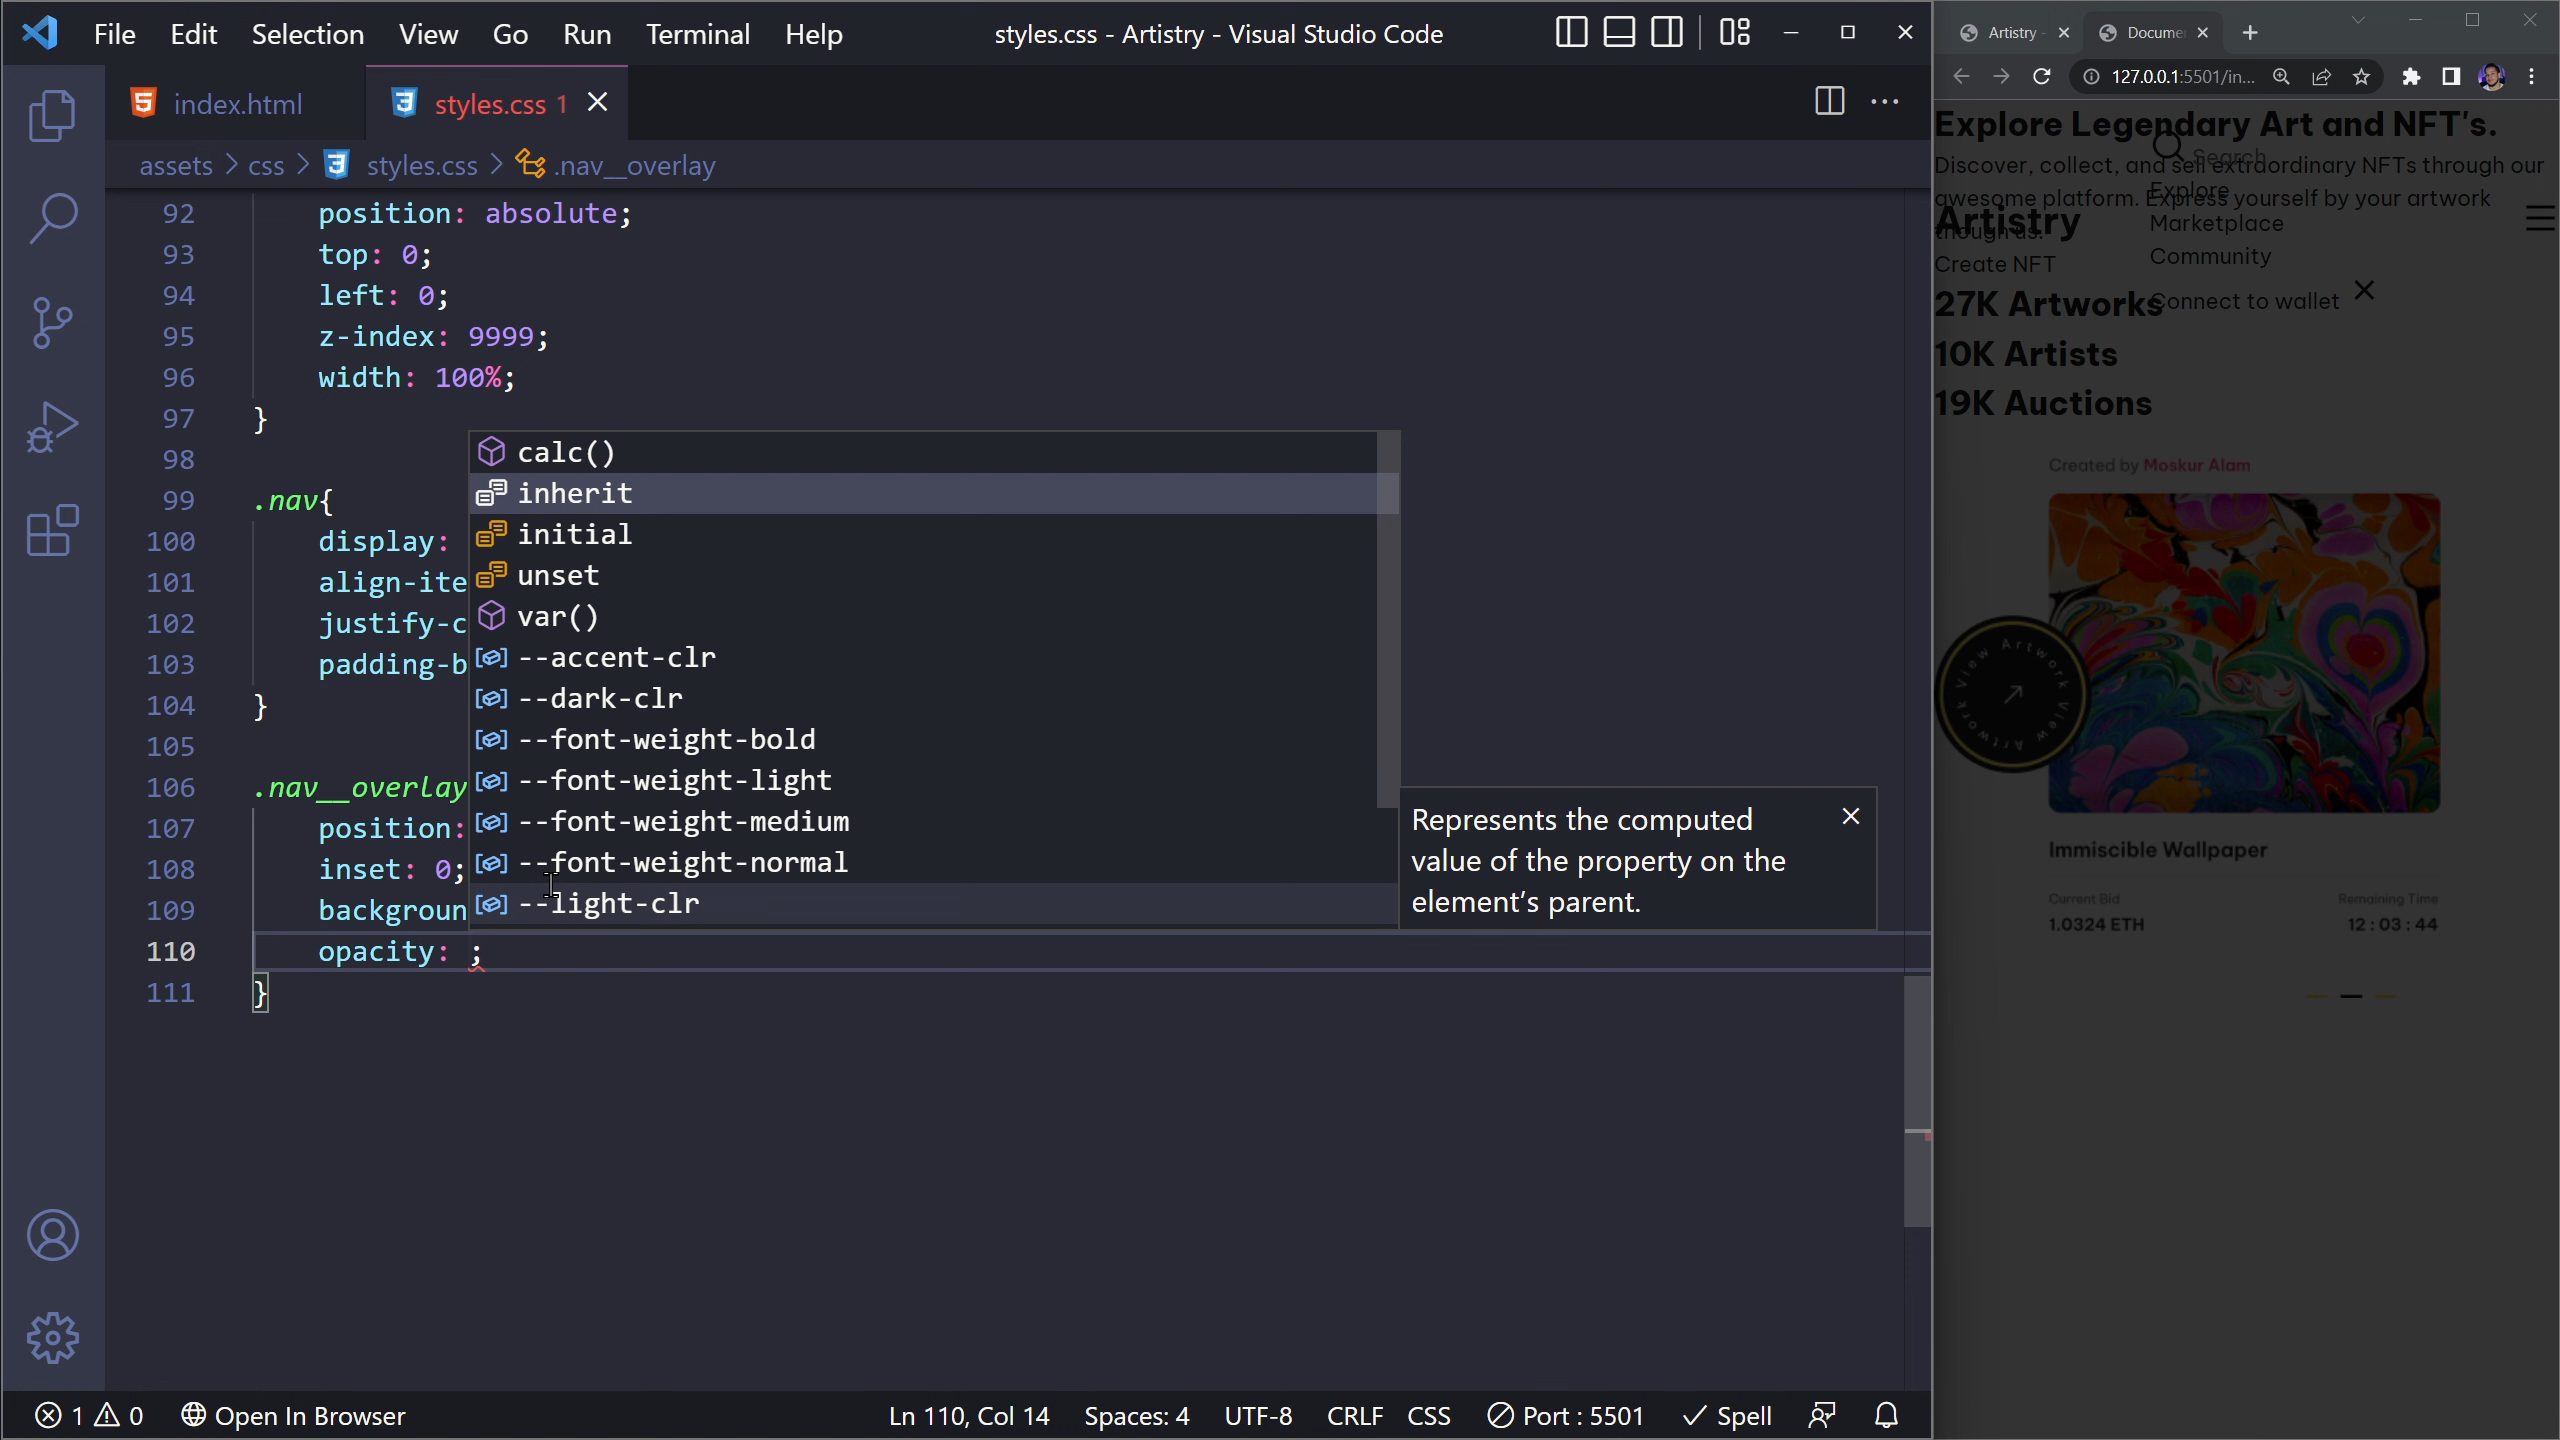 File Edit Selection View Go Run Terminal Help
styles.css - Artistry - Visual Studio Code
index.html
styles.css 1
assets > css > styles.css > .nav__overlay
92 position: absolute;
93 top: 0;
94 left: 0;
95 z-index: 9999;
96 width: 100%;
97 }
98
99 .nav{
100 display:
101 align-ite
102 justify-c
103 padding-b
104 }
105
106 .nav__overlay
107 position:
108 inset: 0;
109 backgroun
110 opacity: ;
111 }
calc()
inherit
initial
unset
var()
--accent-clr
--dark-clr
--font-weight-bold
--font-weight-light
--font-weight-medium
--font-weight-normal
--light-clr
Represents the computed
value of the property on the
element's parent.
1 0 Open In Browser
Ln 110, Col 14 Spaces: 4 UTF-8 CRLF CSS Port : 5501 Spell
Artistry
Docume
127.0.0.1:5501/in...
Explore Legendary Art and NFT's.
Search
Discover, collect, and sell extraordinary NFTs through our
Explore
awesome platform. Express yourself by your artwork
Artistry
Marketplace
though us.
Community
Create NFT
Connect to wallet
27K Artworks
10K Artists
19K Auctions
Created by Moskur Alam
View Artwork View Artwork
Immiscible Wallpaper
Current Bid Remaining Time
1.0324 ETH 12 : 03 : 44